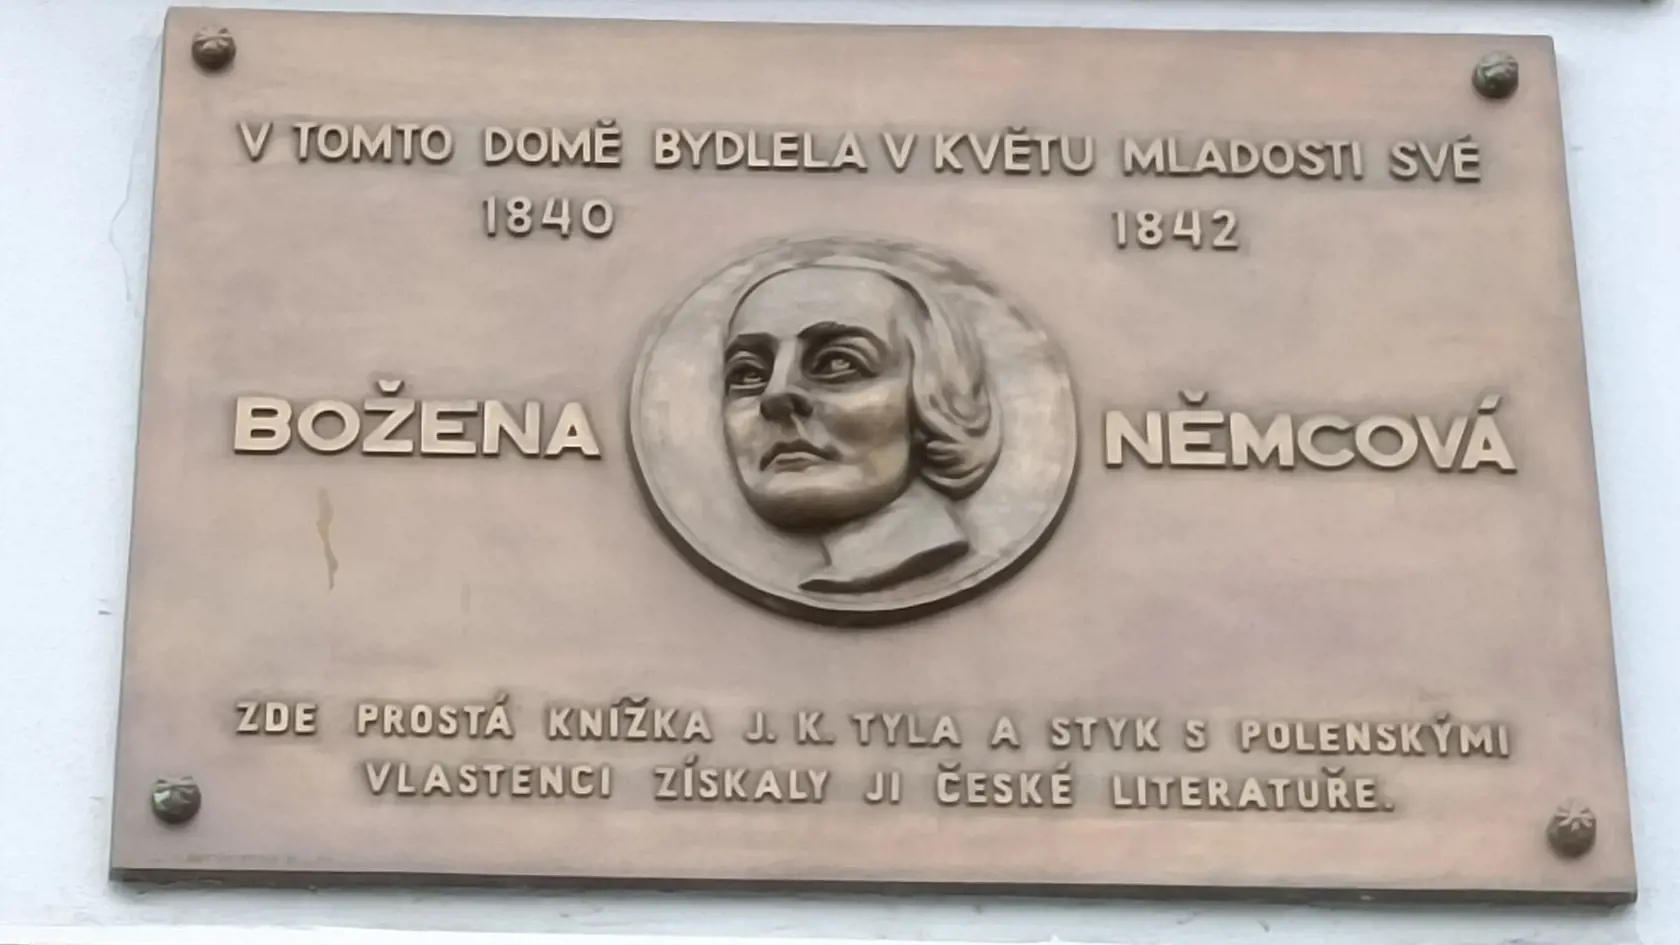 V TOMTO DOMĚ BYDLELA V KVĚTU MLADOSTI SVÉ
1840 1842
BOŽENA NĚMCOVÁ
ZDE PROSTÁ KNÍŽKA J. K. TYLA A STYK S POLENSKÝMI
VLASTENCI ZÍSKALY JI ČESKÉ LITERATUŘE.